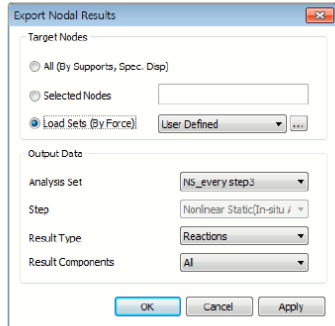 Export Nodal Results
Target Nodes
All (By Supports, Spec. Disp)
Selected Nodes
Load Sets (By Force) User Defined ...
Output Data
Analysis Set NS_every step3
Step Nonlinear Static(In-situ
Result Type Reactions
Result Components All
OK Cancel Apply